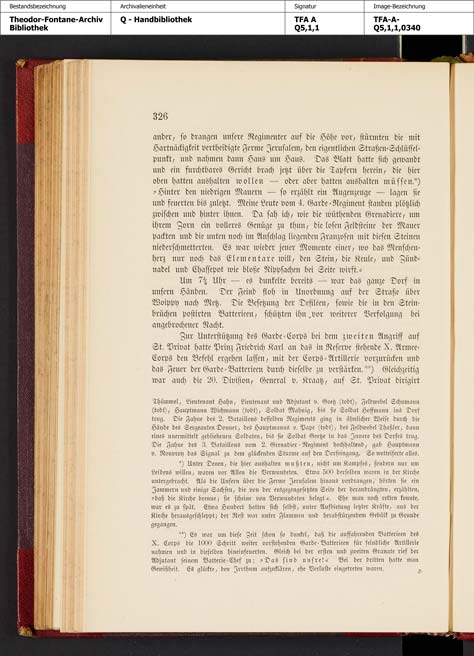 Bestandsbezeichnung Archivalieneinheit Signatur Image-Bezeichnung
Theodor-Fontane-Archiv Q - Handbibliothek TFA A TFA-A-
Bibliothek Q5,1,1 Q5,1,1,0340
326
ander, so drangen unsere Regimenter auf die Höhe vor, stürmten die mit
Hartnäckigkeit vertheidigte Ferme Jerusalem, den eigentlichen Straßen-Schlüssel-
punkt, und nahmen dann Haus um Haus. Das Blatt hatte sich gewandt
und ein furchtbares Gericht brach jetzt über die Tapfern herein, die hier
oben hatten aushalten wollen — oder aber hatten aushalten müssen.*)
»Hinter den niedrigen Mauern — so erzählt ein Augenzeuge — lagen sie
und feuerten bis zuletzt. Meine Leute vom 4. Garde-Regiment standen plötzlich
zwischen und hinter ihnen. Da sah ich, wie die wüthenden Grenadiere, um
ihrem Zorn ein volleres Genüge zu thun, die losen Feldsteine der Mauer
packten und die unten noch im Anschlag liegenden Franzosen mit diesen Steinen
niederschmetterten. Es war wieder jener Momente einer, wo das Menschen-
herz nur noch das Elementare will, den Stein, die Keule, und Zünd-
nadel und Chassepot wie bloße Nippsachen bei Seite wirft.«
Um 7½ Uhr — es dunkelte bereits — war das ganze Dorf in
unsern Händen. Der Feind floh in Unordnung auf der Straße über
Woippy nach Metz. Die Besetzung der Defiléen, sowie die in den Stein-
brüchen postirten Batterieen, schützten ihn vor weiterer Verfolgung bei
angebrochener Nacht.
Zur Unterstützung des Garde-Corps bei dem zweiten Angriff auf
St. Privat hatte Prinz Friedrich Karl an das in Reserve stehende X. Armee-
Corps den Befehl ergehen lassen, mit der Corps-Artillerie vorzurücken und
das Feuer der Garde-Batterieen durch dieselbe zu verstärken.**) Gleichzeitig
war auch die 20. Division, General v. Kraatz, auf St. Privat dirigirt
Thümmel, Lieutenant Hahn, Lieutenant und Adjutant v. Goetz (todt), Feldwebel Schumann
(todt), Hauptmann Wichmann (todt), Soldat Mahnig, bis sie Soldat Hoffmann ins Dorf
trug. Die Fahne des 2. Bataillons desselben Regiments ging in ähnlicher Weise durch die
Hände des Sergeanten Donner, des Hauptmanns v. Pape (todt), des Feldwebel Thaßler, dann
eines unermittelt gebliebenen Soldaten, bis sie Soldat Goetze in das Innere des Dorfes trug.
Die Fahne des 3. Bataillons vom 2. Grenadier-Regiment hochhaltend, gab Hauptmann
v. Rouvroy das Signal zu dem glückenden Sturme auf den Dorfeingang. So wetteiferte alles.
*) Unter Denen, die hier aushalten mußten, nicht um Kampfes, sondern nur um
Leidens willen, waren vor Allen die Verwundeten. Etwa 500 derselben waren in der Kirche
untergebracht. Als die Unsern über die Ferme Jerusalem hinaus vordrangen, hörten sie ein
Jammern und einige Sachsen, die von der entgegengesetzten Seite her herandrängten, erzählten,
»daß die Kirche brenne; sie scheine von Verwundeten belegt.« Ehe man noch retten konnte,
war es zu spät. Etwa Hundert hatten sich selbst, unter Aufbietung letzter Kräfte, aus der
Kirche herausgeschleppt; der Rest war unter Flammen und herabstürzendem Gebälk zu Grunde
gegangen.
**) Es war um diese Zeit schon so dunkel, daß die auffahrenden Batterieen des
X. Corps die 1000 Schritt weiter vorstehenden Garde-Batterieen für feindliche Artillerie
nahmen und in dieselben hineinfeuerten. Gleich bei der ersten und zweiten Granate rief der
Adjutant seinem Batterie-Chef zu: »Das sind unsre!« Bei der dritten hatte man
Gewißheit. Es glückte, den Irrthum aufzuklären, ehe Verluste eingetreten waren.